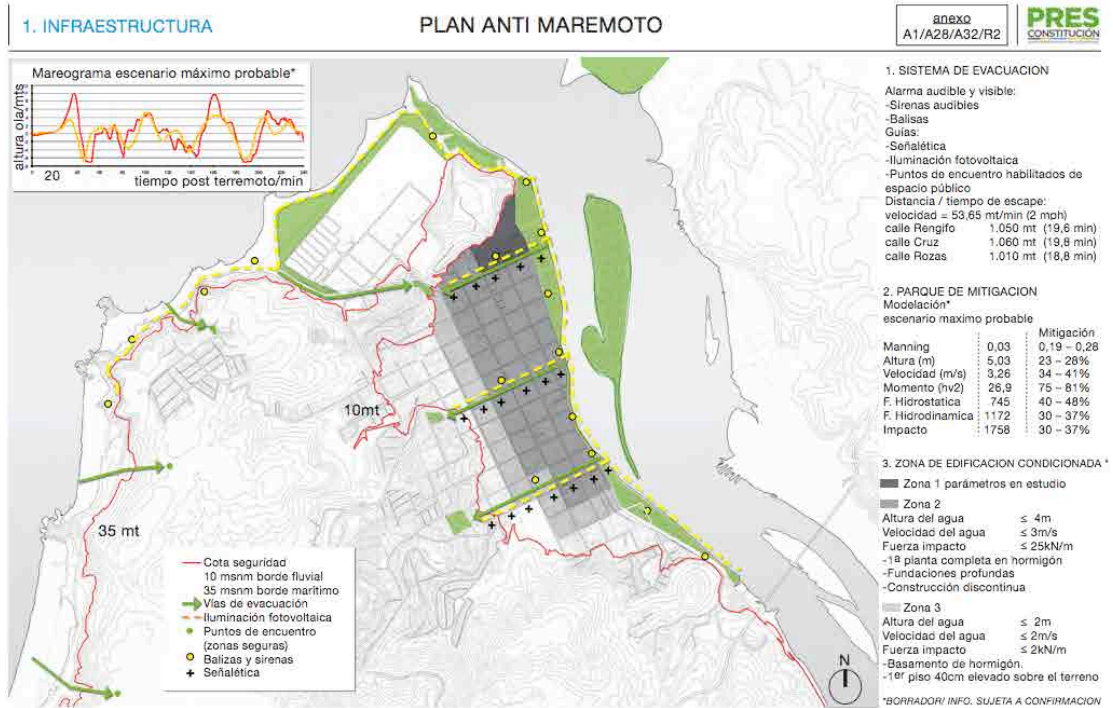 1. INFRAESTRUCTURA
PLAN ANTI MAREMOTO
anexo
A1/A28/A32/R2
PRES
CONSTITUCIÓN
Mareograma escenario máximo probable*
altura ola/mts
20
tiempo post terremoto/min
10mt
35 mt
Cota seguridad
10 msnm borde fluvial
35 msnm borde marítimo
Vías de evacuación
Iluminación fotovoltaica
Puntos de encuentro
(zonas seguras)
Balizas y sirenas
Señalética
N
1. SISTEMA DE EVACUACION
Alarma audible y visible:
-Sirenas audibles
-Balisas
Guías:
-Señalética
-Iluminación fotovoltaica
-Puntos de encuentro habilitados de
espacio público
Distancia / tiempo de escape:
velocidad = 53,65 mt/min (2 mph)
calle Rengifo 1.050 mt (19,6 min)
calle Cruz 1.060 mt (19,8 min)
calle Rozas 1.010 mt (18,8 min)
2. PARQUE DE MITIGACION
Modelación*
escenario maximo probable
Mitigación
Manning 0,03 0,19 – 0,28
Altura (m) 5,03 23 – 28%
Velocidad (m/s) 3,26 34 – 41%
Momento (hv2) 26,9 75 – 81%
F. Hidrostatica 745 40 – 48%
F. Hidrodinamica 1172 30 – 37%
Impacto 1758 30 – 37%
3. ZONA DE EDIFICACION CONDICIONADA *
Zona 1 parámetros en estudio
Zona 2
Altura del agua ≤ 4m
Velocidad del agua ≤ 3m/s
Fuerza impacto ≤ 25kN/m
-1ª planta completa en hormigón
-Fundaciones profundas
-Construcción discontinua
Zona 3
Altura del agua ≤ 2m
Velocidad del agua ≤ 2m/s
Fuerza impacto ≤ 2kN/m
-Basamento de hormigón.
-1er piso 40cm elevado sobre el terreno
*BORRADOR/ INFO. SUJETA A CONFIRMACION